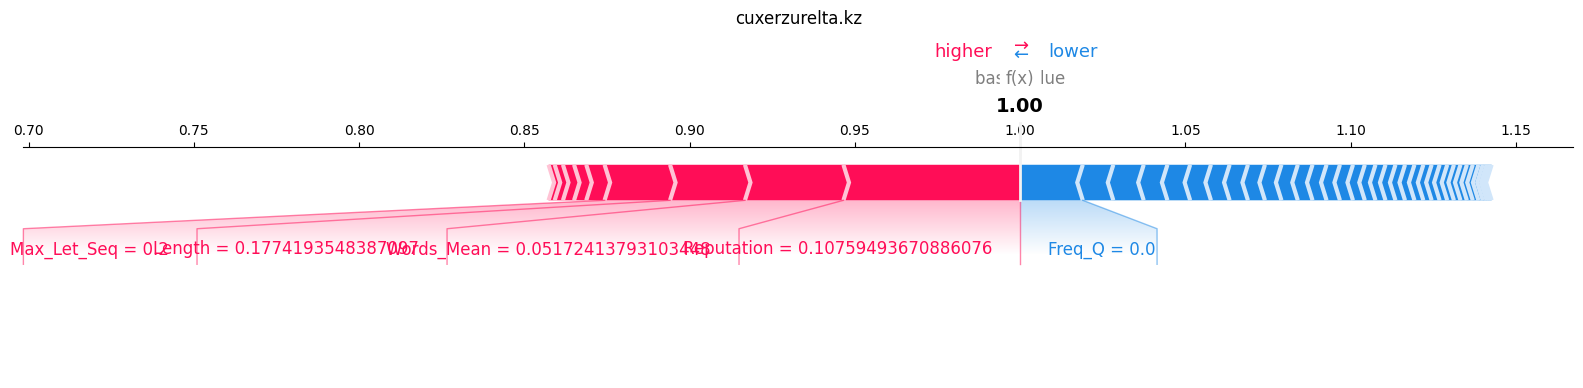 cuxerzurelta.kz
higher ⇄ lower
f(x)
1.00
0.70 0.75 0.80 0.85 0.90 0.95 1.00 1.05 1.10 1.15
Max_Let_Seq = 0.2 Length = 0.1774193548387097 Words_Mean = 0.05172413793103448 Reputation = 0.10759493670886076 Freq_Q = 0.0